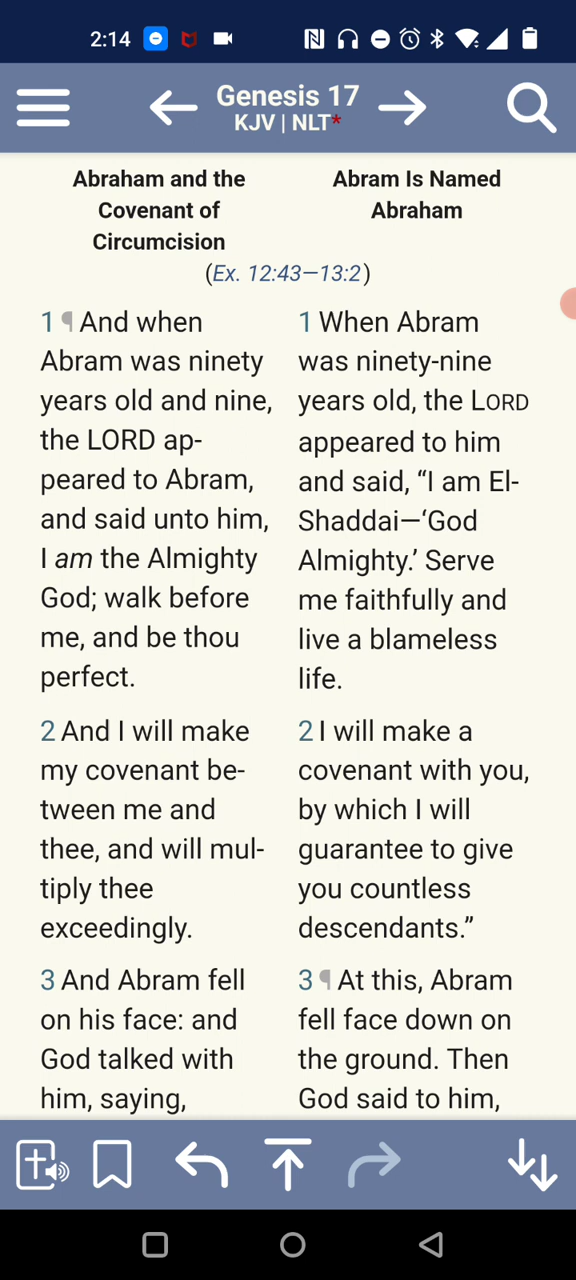 2:14
Genesis 17
KJV | NLT*
Abraham and the
Covenant of
Circumcision
Abram Is Named
Abraham
(Ex. 12:43—13:2)
1 ¶ And when
Abram was ninety
years old and nine,
the LORD ap-
peared to Abram,
and said unto him,
I am the Almighty
God; walk before
me, and be thou
perfect.
2 And I will make
my covenant be-
tween me and
thee, and will mul-
tiply thee
exceedingly.
3 And Abram fell
on his face: and
God talked with
him, saying,
1 When Abram
was ninety-nine
years old, the LORD
appeared to him
and said, “I am El-
Shaddai—‘God
Almighty.’ Serve
me faithfully and
live a blameless
life.
2 I will make a
covenant with you,
by which I will
guarantee to give
you countless
descendants.”
3 ¶ At this, Abram
fell face down on
the ground. Then
God said to him,